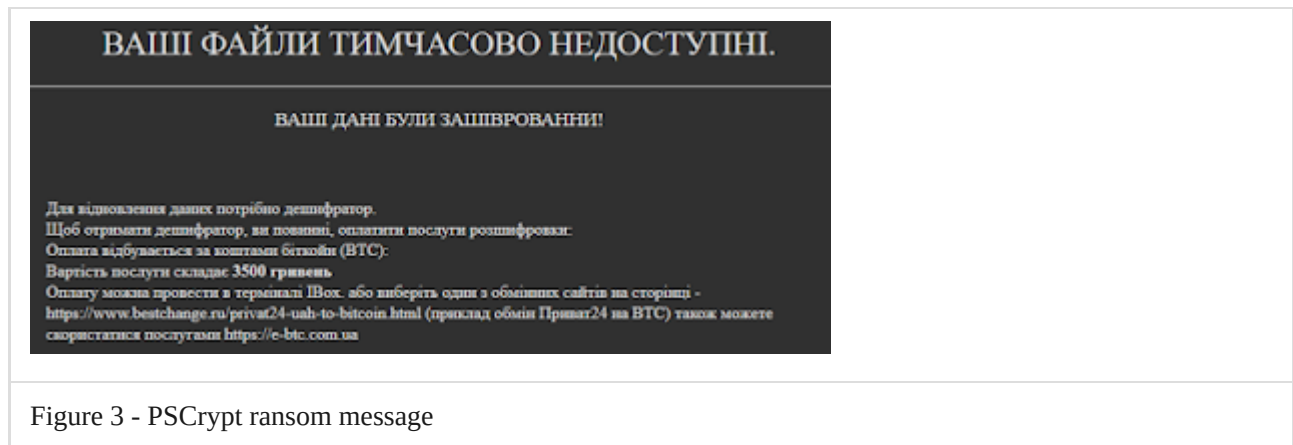 ВАШІ ФАЙЛИ ТИМЧАСОВО НЕДОСТУПНІ.
ВАШІ ДАНІ БУЛИ ЗАШІВРОВАННИ!
Для відновлення даних потрібно дешифратор.
Щоб отримати дешифратор, ви повинні, оплатити послуги розшифровки:
Оплата відбувається за коштами біткойн (BTC):
Вартість послуги складає 3500 гривень
Оплату можна провести в терміналі IBox. або виберіть один з обмінних сайтів на сторінці -
https://www.bestchange.ru/privat24-uah-to-bitcoin.html (приклад обмін Приват24 на BTC) також можете
скористатися послугами https://e-btc.com.ua
Figure 3 - PSCrypt ransom message